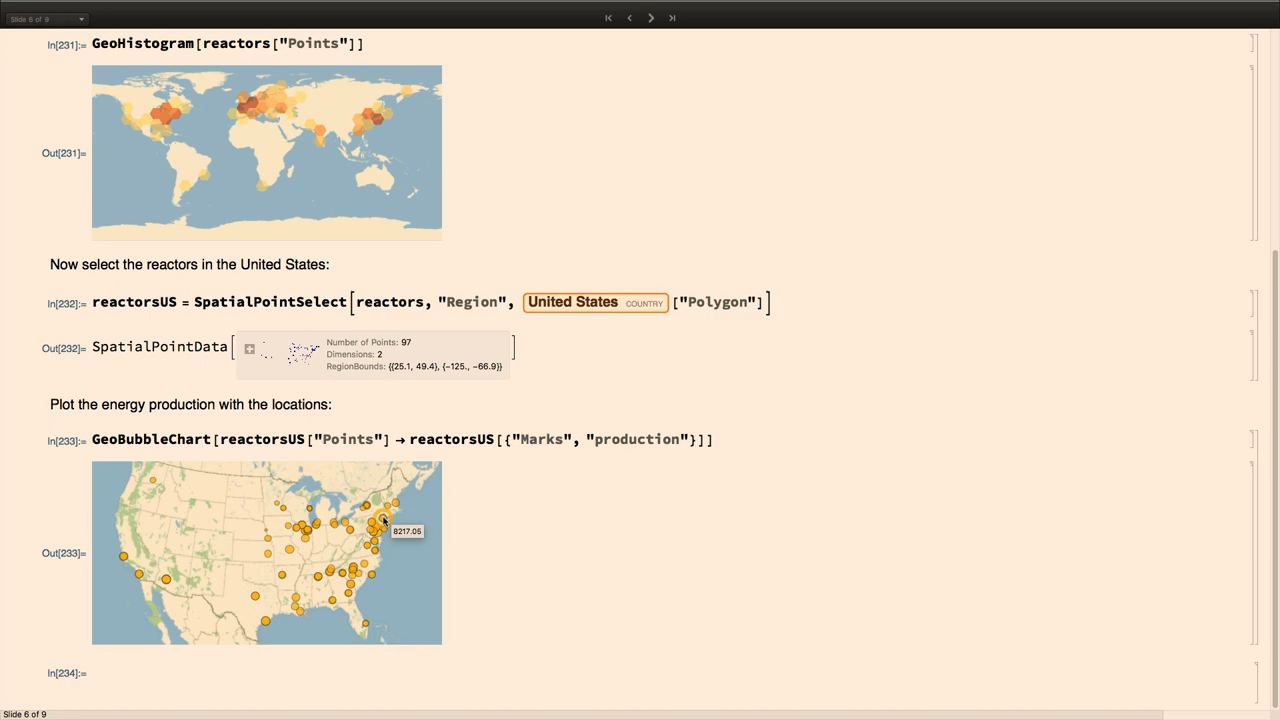 Slide 6 of 9
In[231]:= GeoHistogram[reactors["Points"]]
Out[231]=
Now select the reactors in the United States:
In[232]:= reactorsUS = SpatialPointSelect[reactors, "Region", United States COUNTRY ["Polygon"]]
Out[232]= SpatialPointData[
Number of Points: 97
Dimensions: 2
RegionBounds: {{25.1, 49.4}, {-125., -66.9}}
]
Plot the energy production with the locations:
In[233]:= GeoBubbleChart[reactorsUS["Points"] → reactorsUS[{"Marks", "production"}]]
8217.05
Out[233]=
In[234]:=
Slide 6 of 9